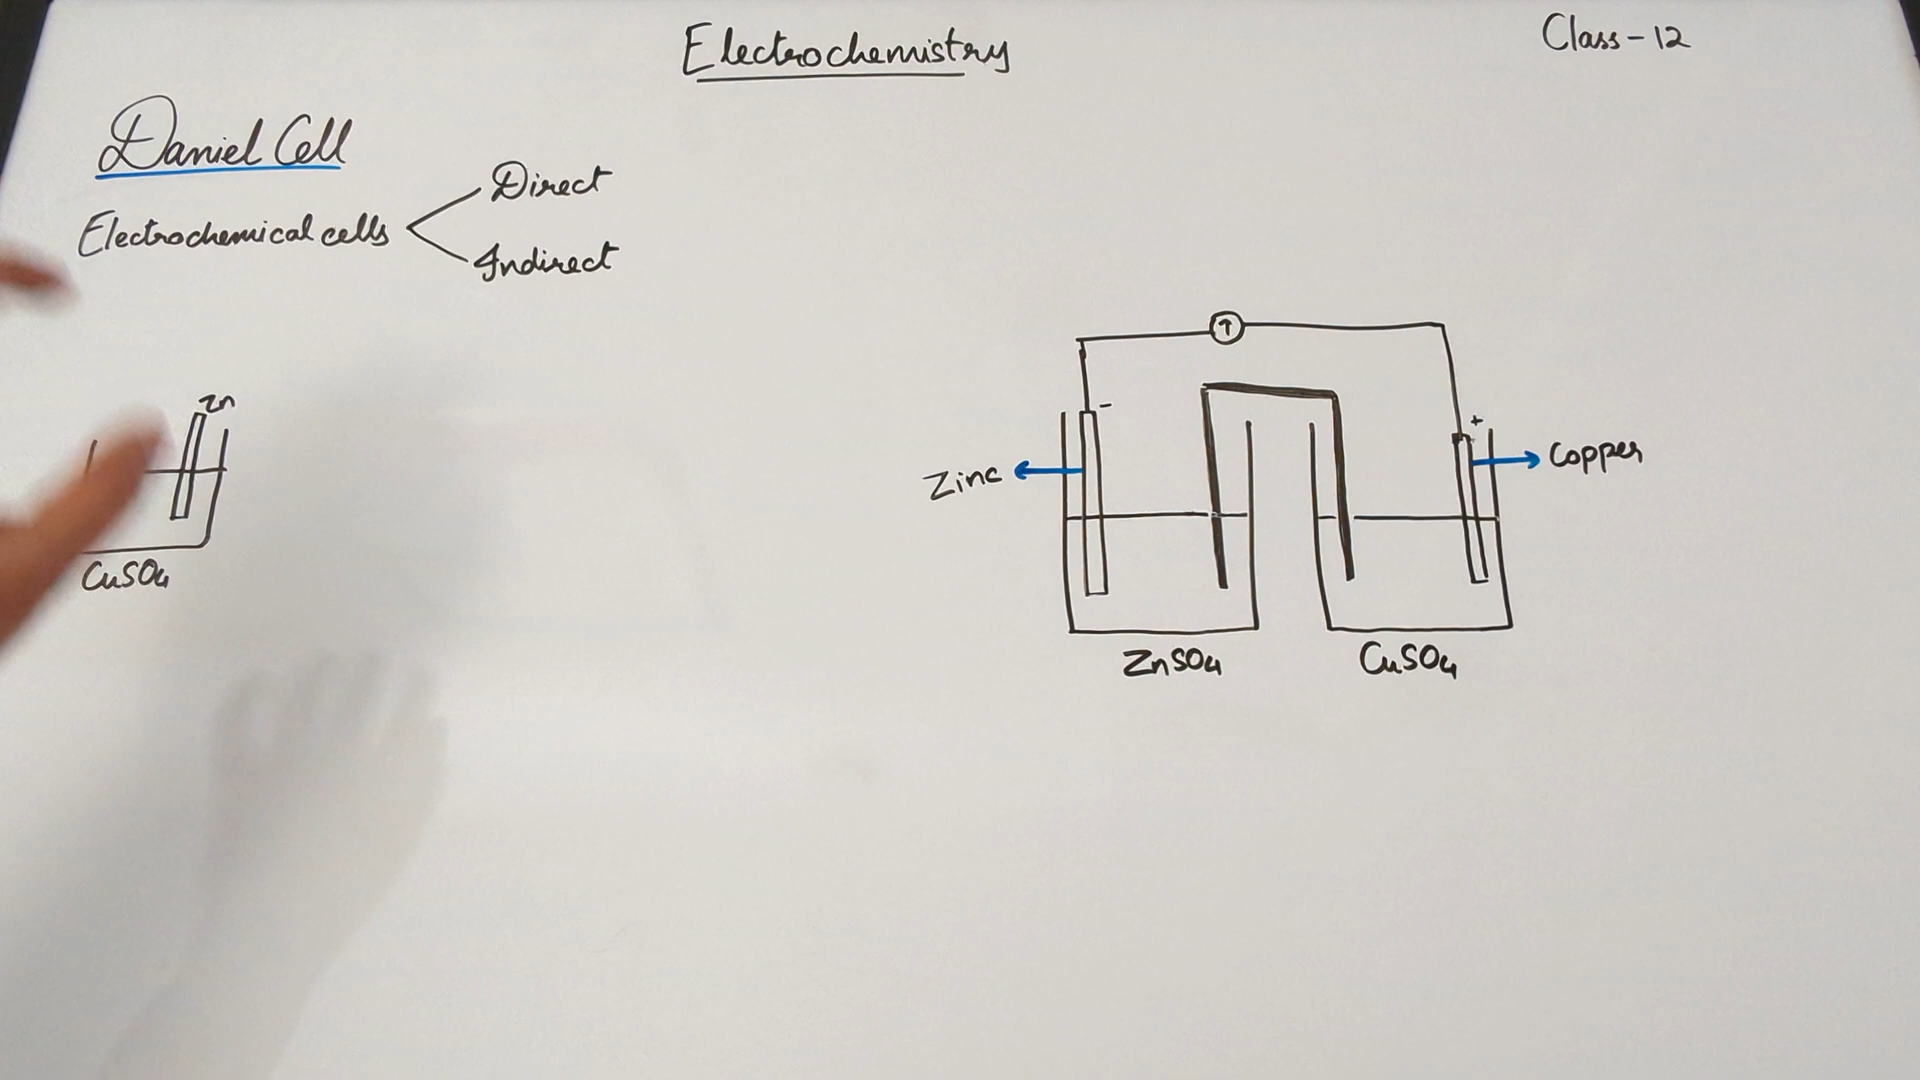 Electrochemistry
Class-12
Daniel Cell
Electrochemical cells
Direct
Indirect
Zn
CuSO4
-
+
Zinc
Copper
ZnSO4
CuSO4